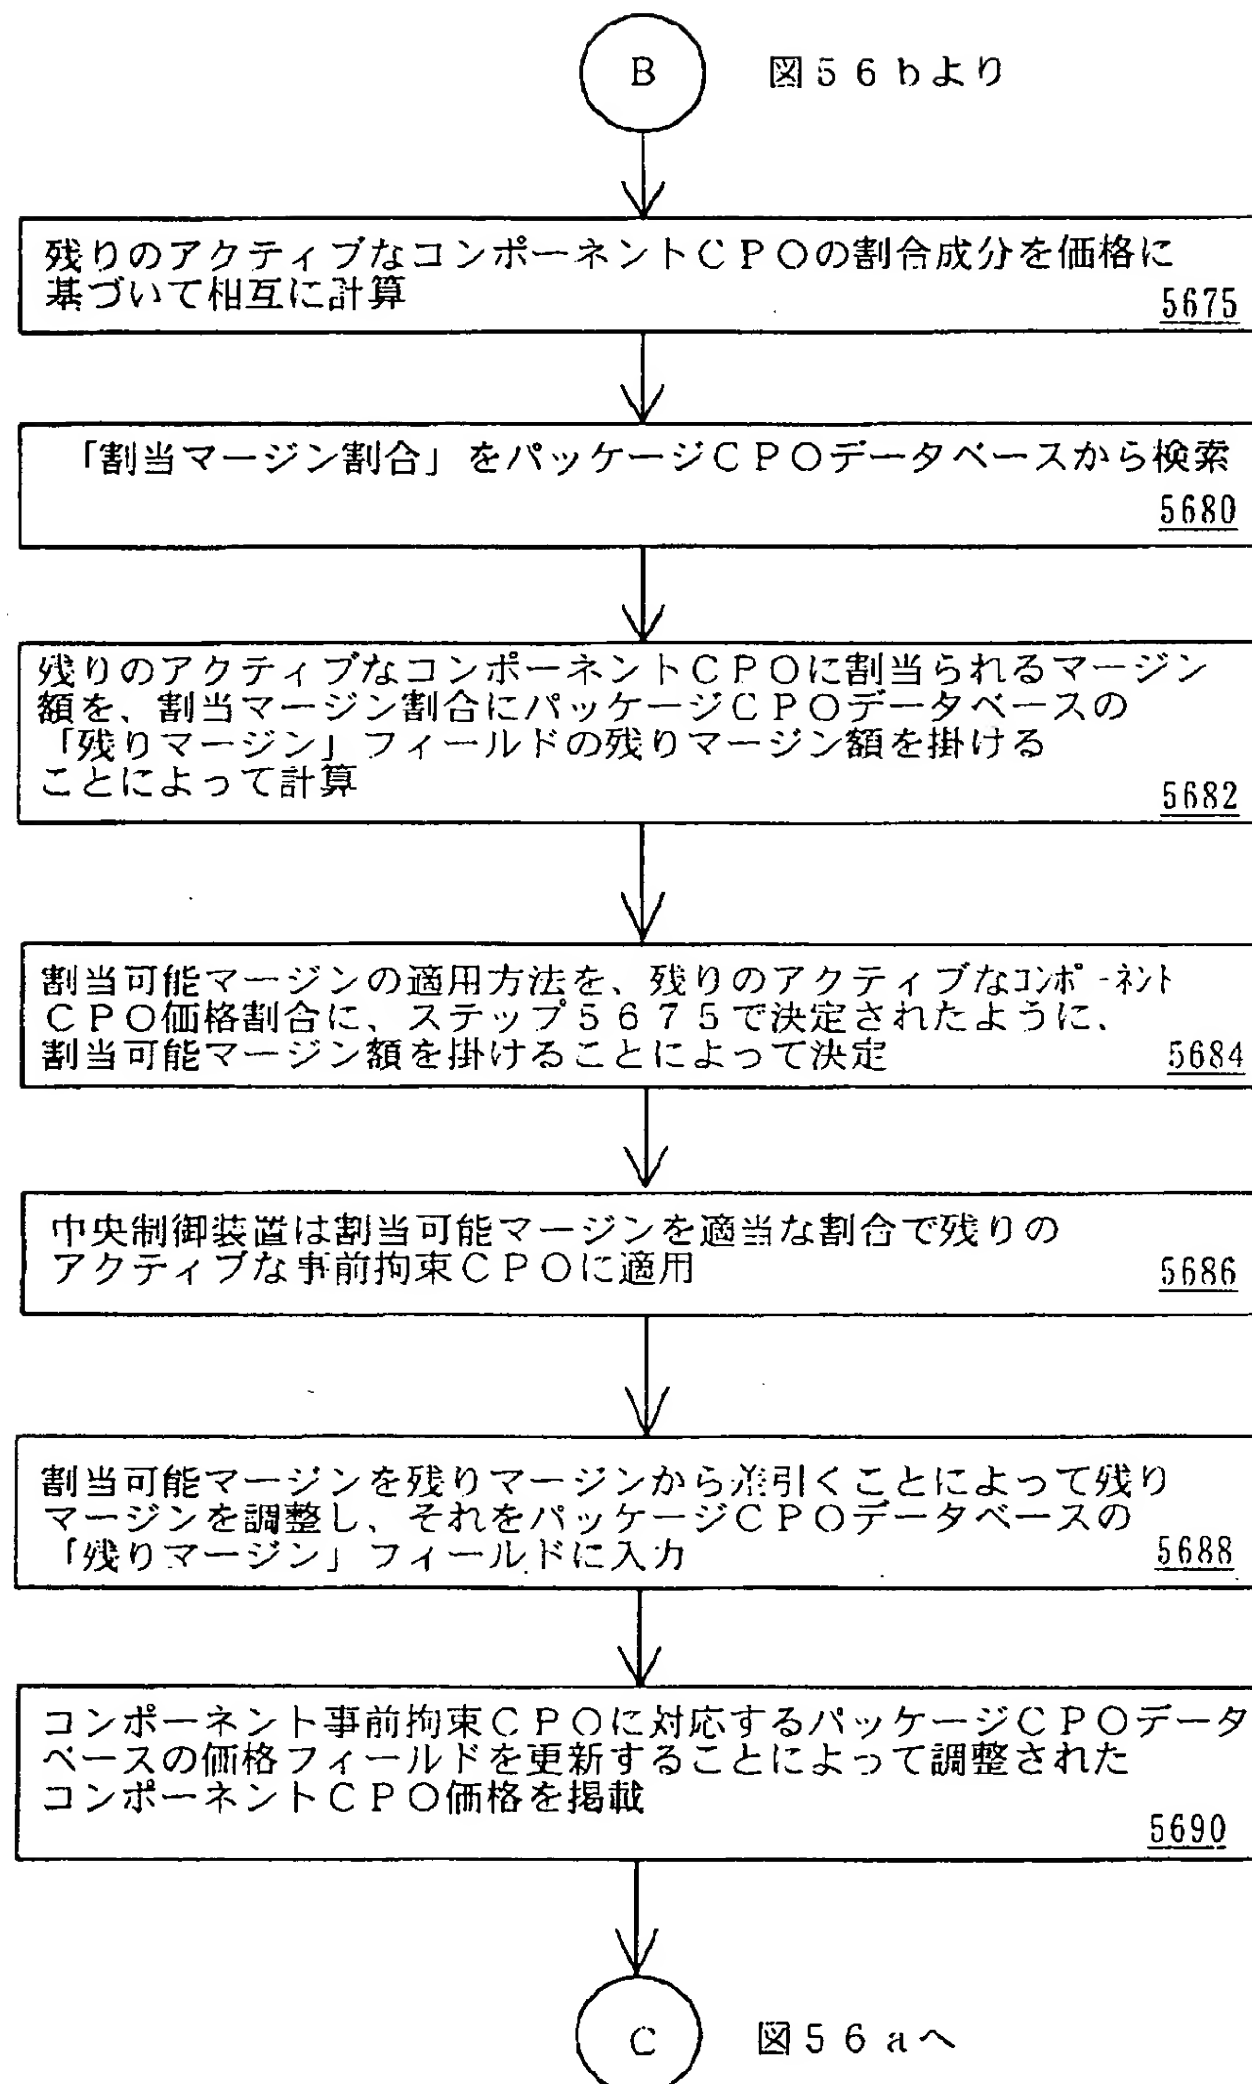 B
図５６ｂより
残りのアクティブなコンポーネントＣＰＯの割合成分を価格に
基づいて相互に計算
5675
「割当マージン割合」をパッケージＣＰＯデータベースから検索
5680
残りのアクティブなコンポーネントＣＰＯに割当られるマージン
額を、割当マージン割合にパッケージＣＰＯデータベースの
「残りマージン」フィールドの残りマージン額を掛ける
ことによって計算
5682
割当可能マージンの適用方法を、残りのアクティブなｺﾝﾎﾟｰﾈﾝﾄ
ＣＰＯ価格割合に、ステップ５６７５で決定されたように、
割当可能マージン額を掛けることによって決定
5684
中央制御装置は割当可能マージンを適当な割合で残りの
アクティブな事前拘束ＣＰＯに適用
5686
割当可能マージンを残りマージンから差引くことによって残り
マージンを調整し、それをパッケージＣＰＯデータベースの
「残りマージン」フィールドに入力
5688
コンポーネント事前拘束ＣＰＯに対応するパッケージＣＰＯデータ
ベースの価格フィールドを更新することによって調整された
コンポーネントＣＰＯ価格を掲載
5690
C
図５６ａへ